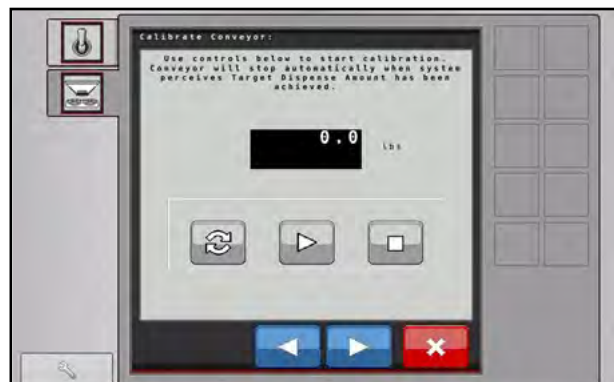 Calibrate Conveyor:
Use controls below to start calibration.
Conveyor will stop automatically when system
perceives Target Dispense Amount has been
achieved.
0.0
lbs